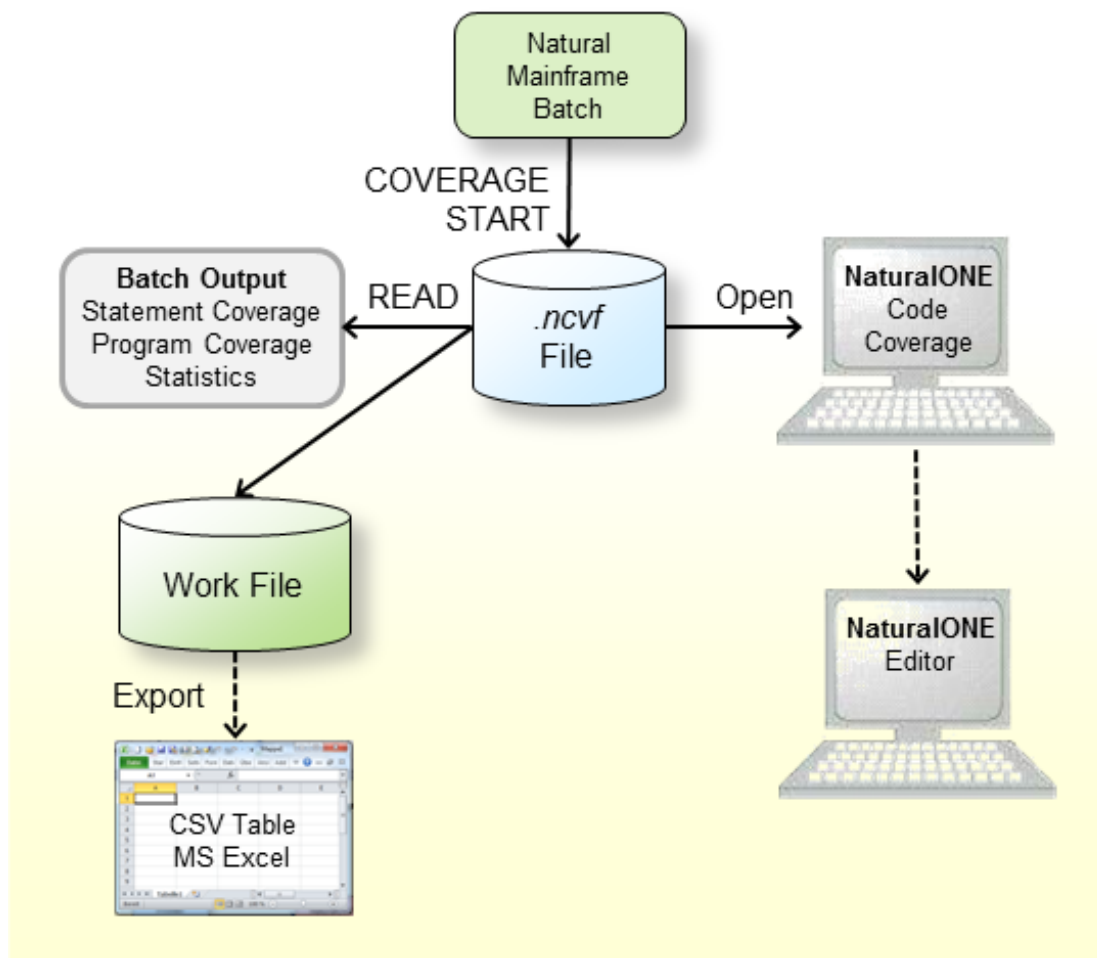 Natural
Mainframe
Batch
COVERAGE
START
Batch Output
Statement Coverage
Program Coverage
Statistics
READ
.ncvf
File
Open
NaturalONE
Code
Coverage
Work File
NaturalONE
Editor
Export
CSV Table
MS Excel